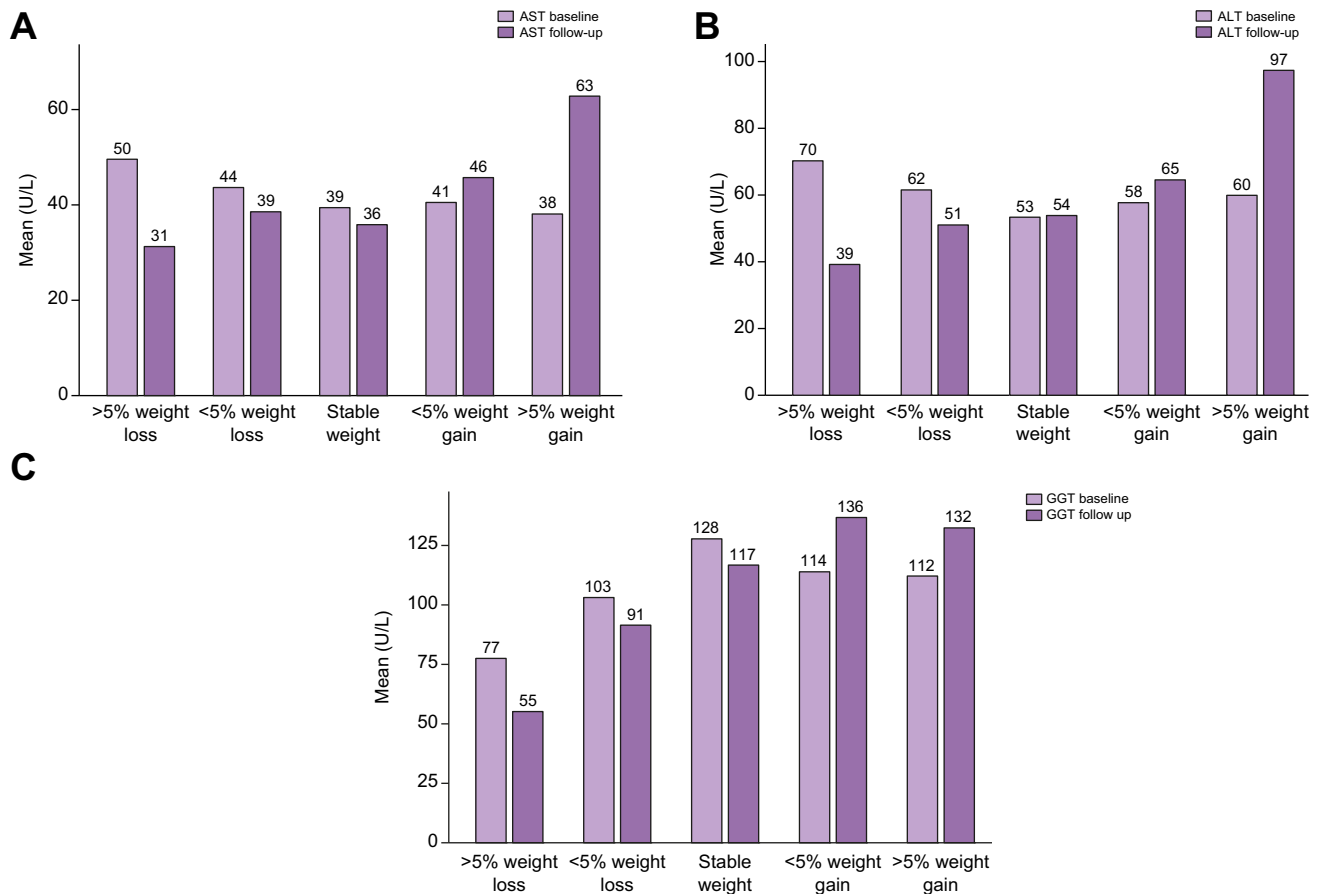 A
AST baseline
AST follow-up
Mean (U/L)
60
40
20
0
50
31
44
39
39
36
41
46
38
63
>5% weight
loss
<5% weight
loss
Stable
weight
<5% weight
gain
>5% weight
gain
B
ALT baseline
ALT follow-up
Mean (U/L)
100
80
60
40
20
0
70
39
62
51
53
54
58
65
60
97
>5% weight
loss
<5% weight
loss
Stable
weight
<5% weight
gain
>5% weight
gain
C
GGT baseline
GGT follow up
Mean (U/L)
125
100
75
50
25
0
77
55
103
91
128
117
114
136
112
132
>5% weight
loss
<5% weight
loss
Stable
weight
<5% weight
gain
>5% weight
gain